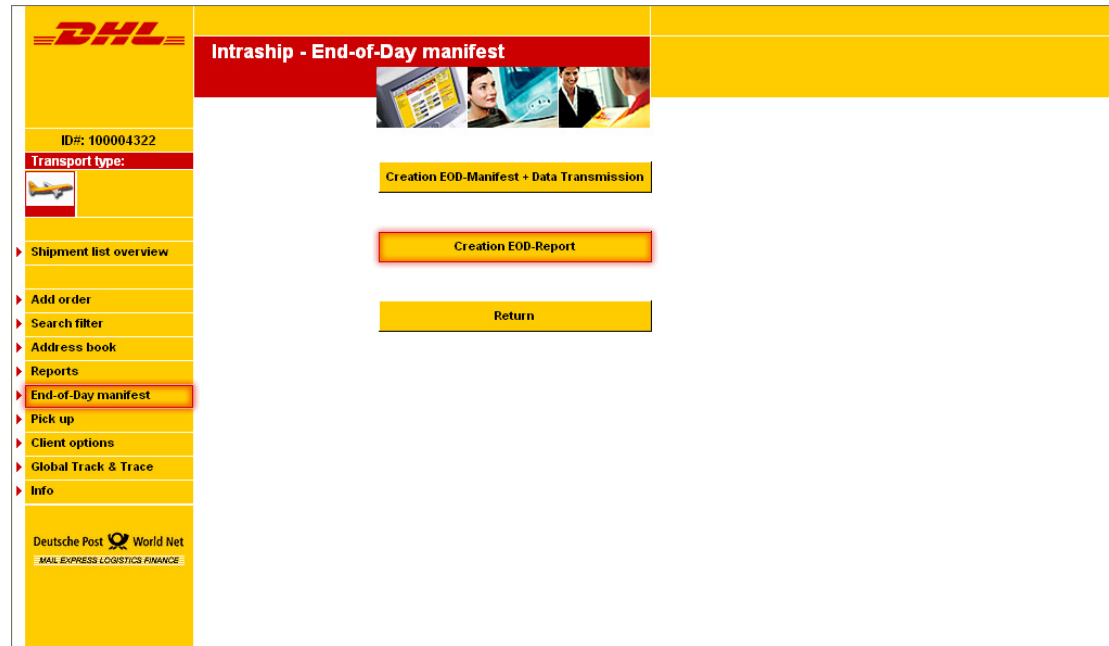 DHL
Intraship - End-of-Day manifest
ID#: 100004322
Transport type:
Creation EOD-Manifest + Data Transmission
Creation EOD-Report
Return
Shipment list overview
Add order
Search filter
Address book
Reports
End-of-Day manifest
Pick up
Client options
Global Track & Trace
Info
Deutsche Post World Net
MAIL EXPRESS LOGISTICS FINANCE